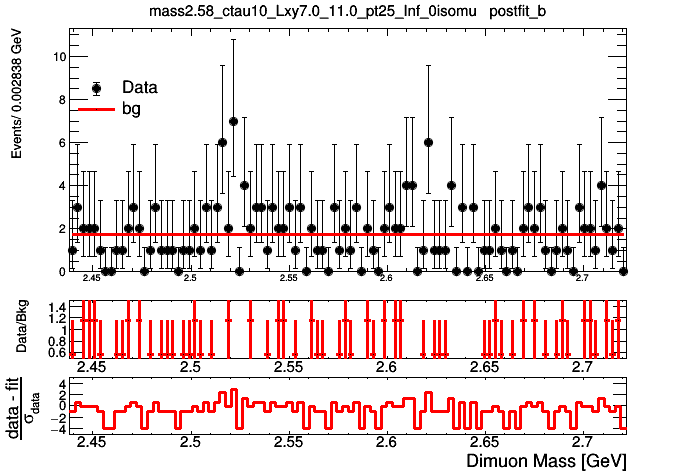 mass2.58_ctau10_Lxy7.0_11.0_pt25_Inf_0isomu postfit_b
Events/ 0.002838 GeV
10
8
6
4
2
0
Data
bg
2.45 2.5 2.55 2.6 2.65 2.7
Data/Bkg
1.4
1.2
1
0.8
0.6
2.45 2.5 2.55 2.6 2.65 2.7
data - fit
σdata
4
2
0
−2
−4
2.45 2.5 2.55 2.6 2.65 2.7
Dimuon Mass [GeV]